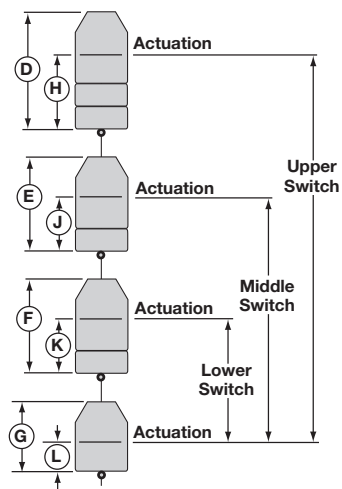 Actuation
D
H
Upper
Switch
E
Actuation
J
Middle
Switch
F
Actuation
K
Lower
Switch
G
Actuation
L